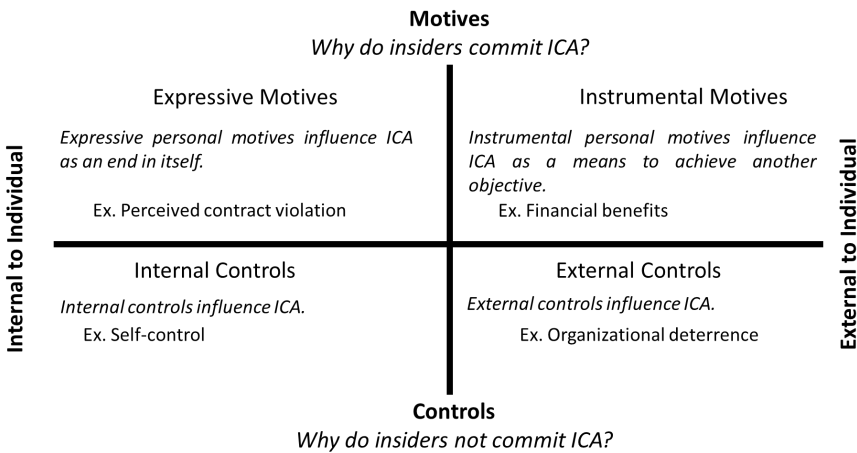 Motives
Why do insiders commit ICA?
Expressive Motives
Expressive personal motives influence ICA
as an end in itself.
Ex. Perceived contract violation
Instrumental Motives
Instrumental personal motives influence
ICA as a means to achieve another
objective.
Ex. Financial benefits
Internal to Individual
External to Individual
Internal Controls
Internal controls influence ICA.
Ex. Self-control
External Controls
External controls influence ICA.
Ex. Organizational deterrence
Controls
Why do insiders not commit ICA?